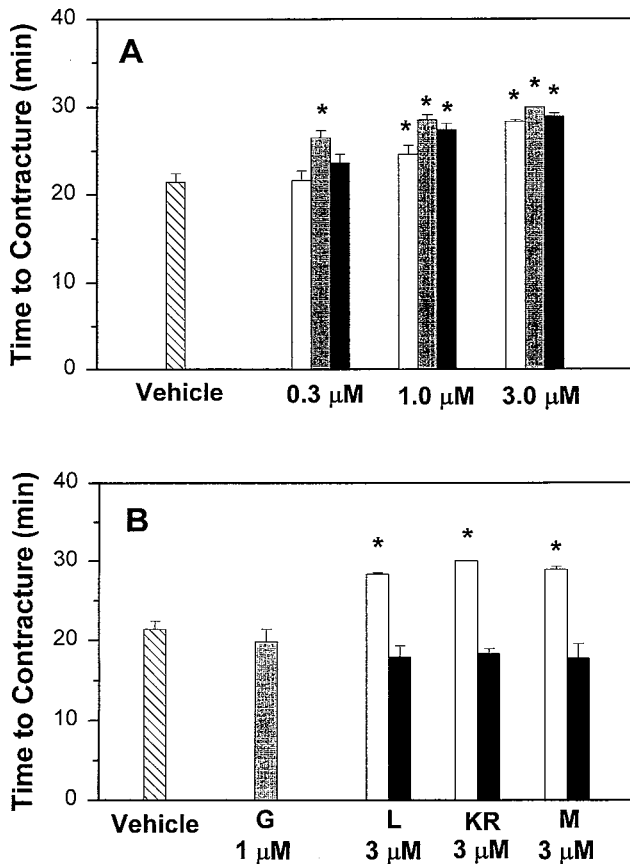 40
A
Time to Contracture (min)
* * * * * * *
30
20
10
0
Vehicle 0.3 μM 1.0 μM 3.0 μM
40
B
Time to Contracture (min)
* * *
30
20
10
0
Vehicle G L KR M
1 μM 3 μM 3 μM 3 μM